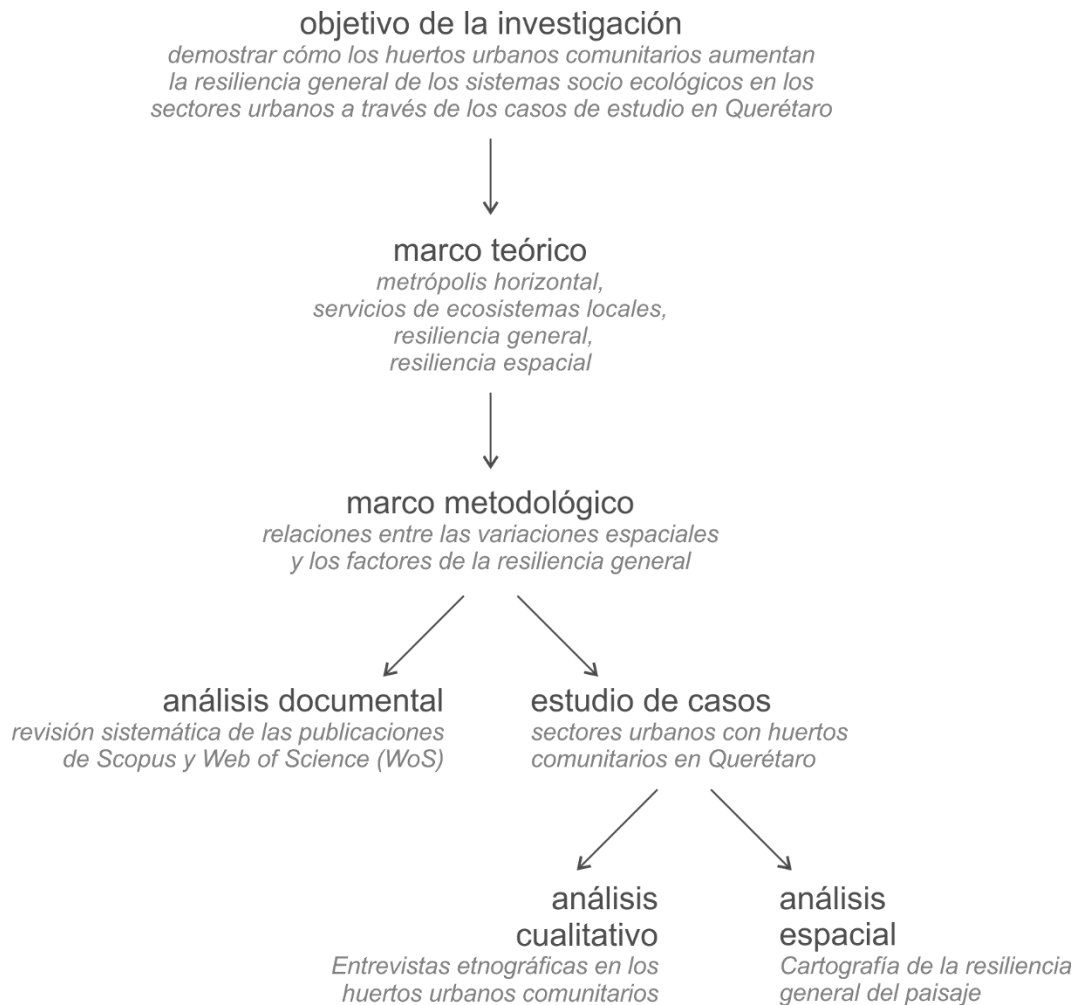 objetivo de la investigación
demostrar cómo los huertos urbanos comunitarios aumentan
la resiliencia general de los sistemas socio ecológicos en los
sectores urbanos a través de los casos de estudio en Querétaro
marco teórico
metrópolis horizontal,
servicios de ecosistemas locales,
resiliencia general,
resiliencia espacial
marco metodológico
relaciones entre las variaciones espaciales
y los factores de la resiliencia general
análisis documental
revisión sistemática de las publicaciones
de Scopus y Web of Science (WoS)
estudio de casos
sectores urbanos con huertos
comunitarios en Querétaro
análisis
cualitativo
Entrevistas etnográficas en los
huertos urbanos comunitarios
análisis
espacial
Cartografía de la resiliencia
general del paisaje